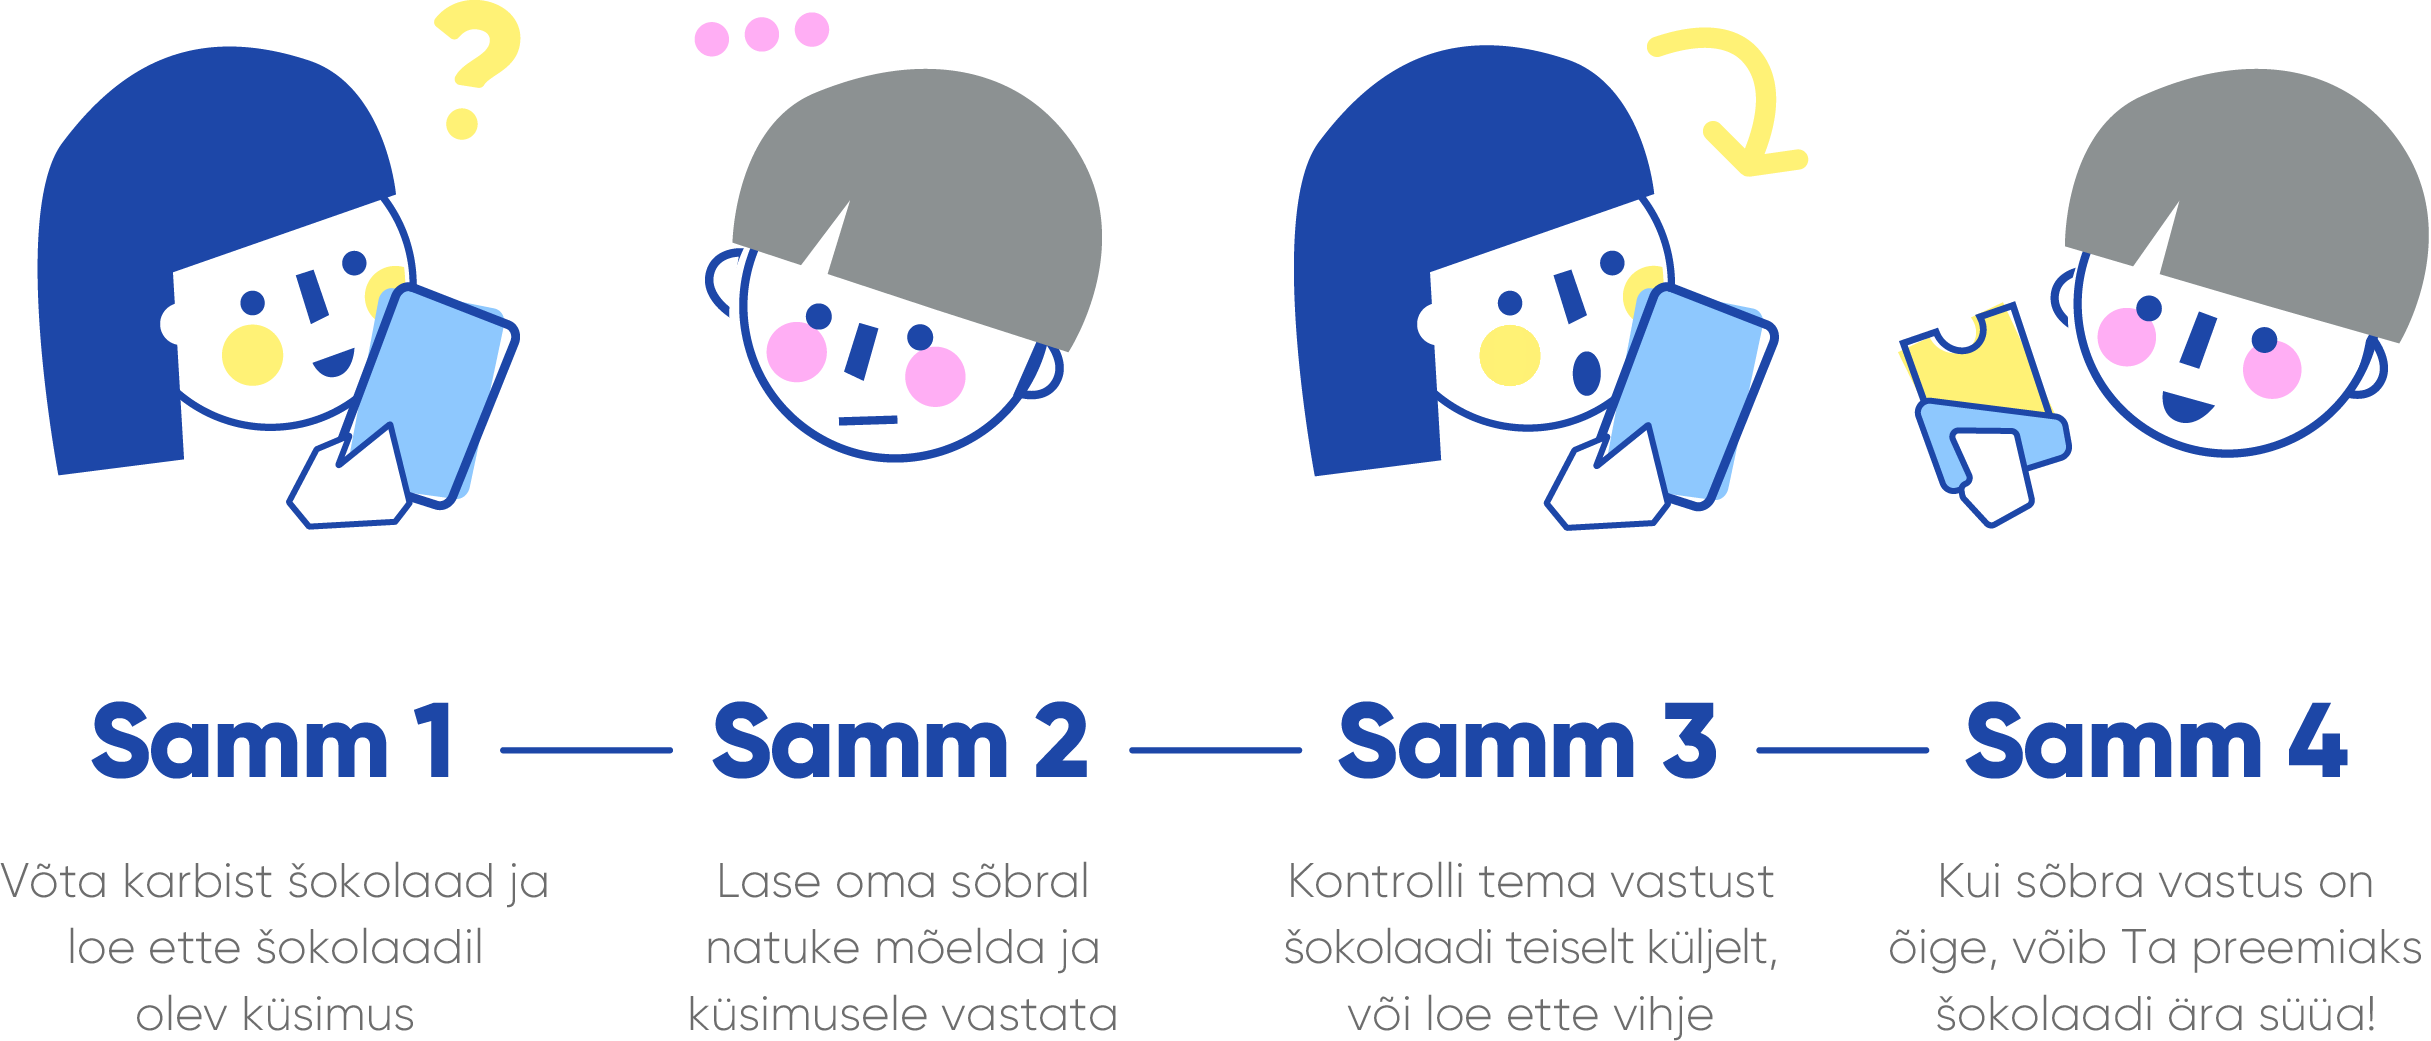 Samm 1
Võta karbist šokolaad ja
loe ette šokolaadil
olev küsimus
Samm 2
Lase oma sõbral
natuke mõelda ja
küsimusele vastata
Samm 3
Kontrolli tema vastust
šokolaadi teiselt küljelt,
või loe ette vihje
Samm 4
Kui sõbra vastus on
õige, võib Ta preemiaks
šokolaadi ära süüa!